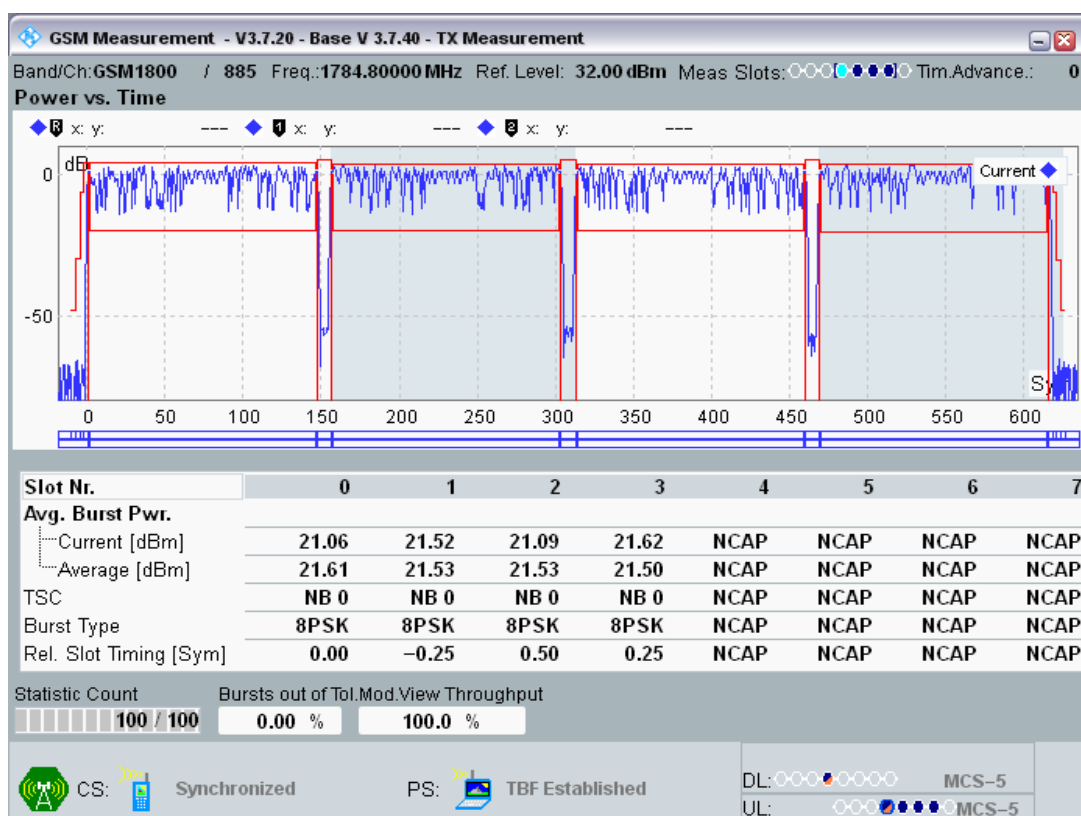 GSM Measurement - V3.7.20 - Base V 3.7.40 - TX Measurement
Band/Ch:GSM1800 / 885 Freq.:1784.80000 MHz Ref. Level: 32.00 dBm Meas Slots: Tim.Advance.: 0
Power vs. Time
R x: y: --- 1 x: y: --- 2 x: y: ---
10
dB
0
Current
-50
0 50 100 150 200 250 300 350 400 450 500 550 600
Slot Nr. 0 1 2 3 4 5 6 7
Avg. Burst Pwr.
Current [dBm] 21.06 21.52 21.09 21.62 NCAP NCAP NCAP NCAP
Average [dBm] 21.61 21.53 21.53 21.50 NCAP NCAP NCAP NCAP
TSC NB 0 NB 0 NB 0 NB 0 NCAP NCAP NCAP NCAP
Burst Type 8PSK 8PSK 8PSK 8PSK NCAP NCAP NCAP NCAP
Rel. Slot Timing [Sym] 0.00 −0.25 0.50 0.25 NCAP NCAP NCAP NCAP
Statistic Count Bursts out of Tol.Mod.View Throughput
100 / 100 0.00 % 100.0 %
CS: Synchronized PS: TBF Established DL: MCS−5
UL: MCS−5